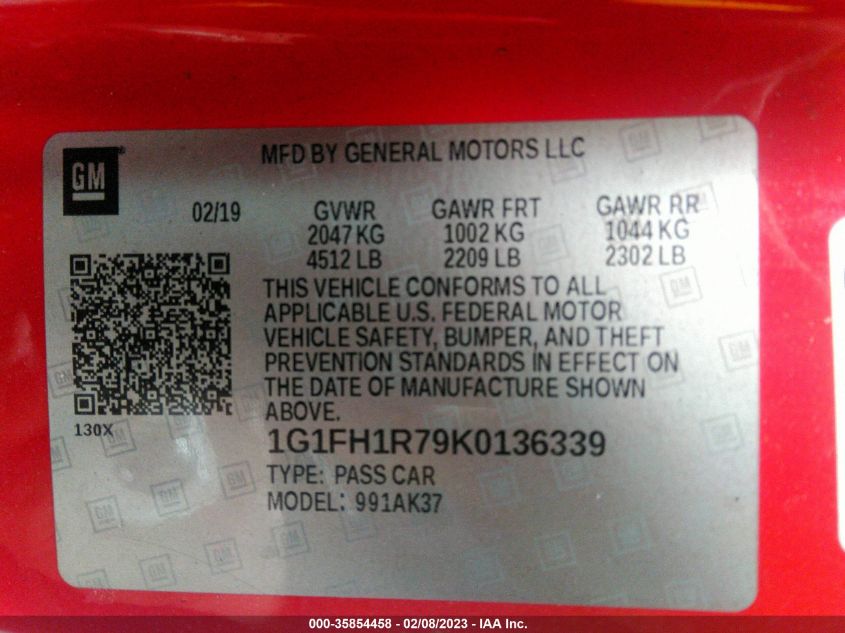 GM
MFD BY GENERAL MOTORS LLC
02/19 GVWR GAWR FRT GAWR RR
2047 KG 1002 KG 1044 KG
4512 LB 2209 LB 2302 LB
THIS VEHICLE CONFORMS TO ALL
APPLICABLE U.S. FEDERAL MOTOR
VEHICLE SAFETY, BUMPER, AND THEFT
PREVENTION STANDARDS IN EFFECT ON
THE DATE OF MANUFACTURE SHOWN
ABOVE.
130X
1G1FH1R79K0136339
TYPE: PASS CAR
MODEL: 991AK37
000-35854458 - 02/08/2023 - IAA Inc.